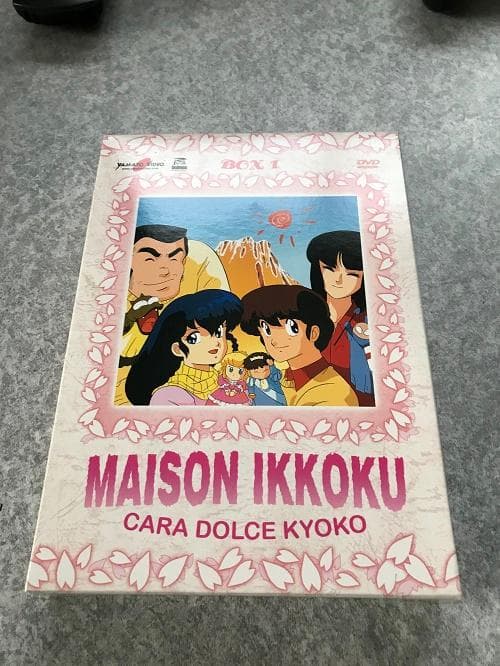 YAMATO VIDEO
BOX 1
DVD
MAISON IKKOKU
CARA DOLCE KYOKO